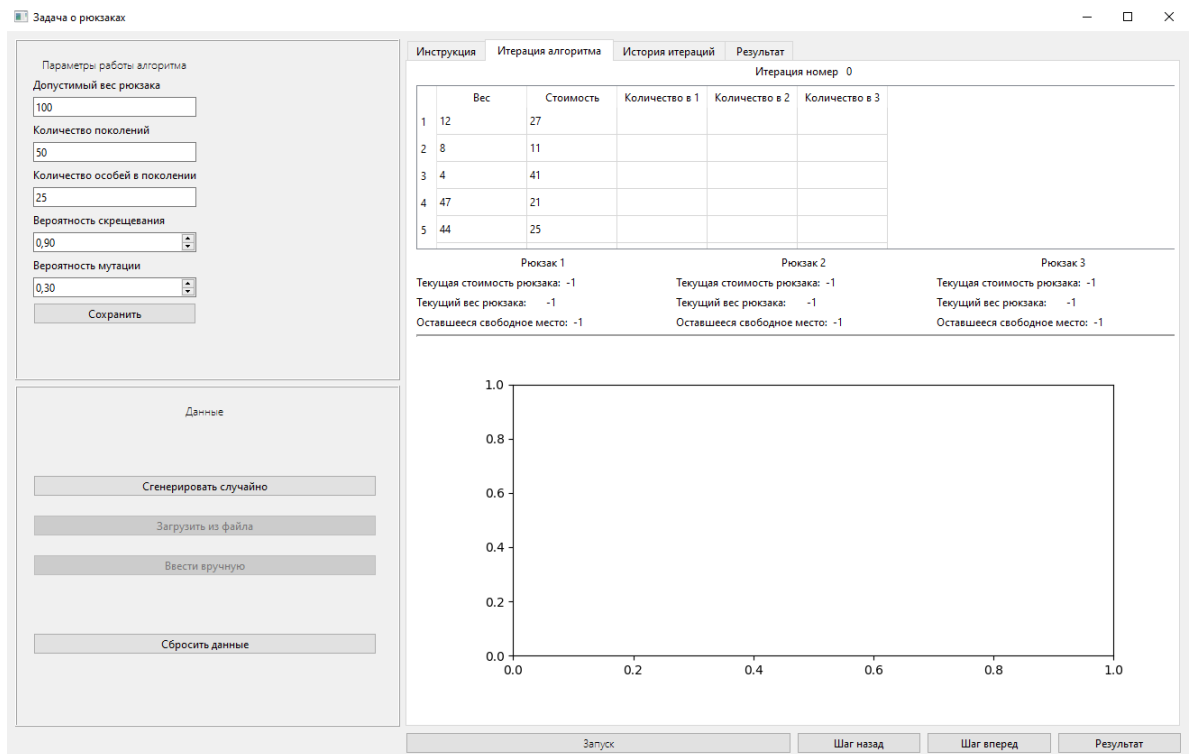 Задача о рюкзаках
Параметры работы алгоритма
Допустимый вес рюкзака
100
Количество поколений
50
Количество особей в поколении
25
Вероятность скрещевания
0,90
Вероятность мутации
0,30
Сохранить
Данные
Сгенерировать случайно
Загрузить из файла
Ввести вручную
Сбросить данные
Инструкция Итерация алгоритма История итераций Результат
Итерация номер 0
Вес Стоимость Количество в 1 Количество в 2 Количество в 3
1 12 27
2 8 11
3 4 41
4 47 21
5 44 25
Рюкзак 1 Рюкзак 2 Рюкзак 3
Текущая стоимость рюкзака: -1 Текущая стоимость рюкзака: -1 Текущая стоимость рюкзака: -1
Текущий вес рюкзака: -1 Текущий вес рюкзака: -1 Текущий вес рюкзака: -1
Оставшееся свободное место: -1 Оставшееся свободное место: -1 Оставшееся свободное место: -1
1.0
0.8
0.6
0.4
0.2
0.0
0.0 0.2 0.4 0.6 0.8 1.0
Запуск Шаг назад Шаг вперед Результат